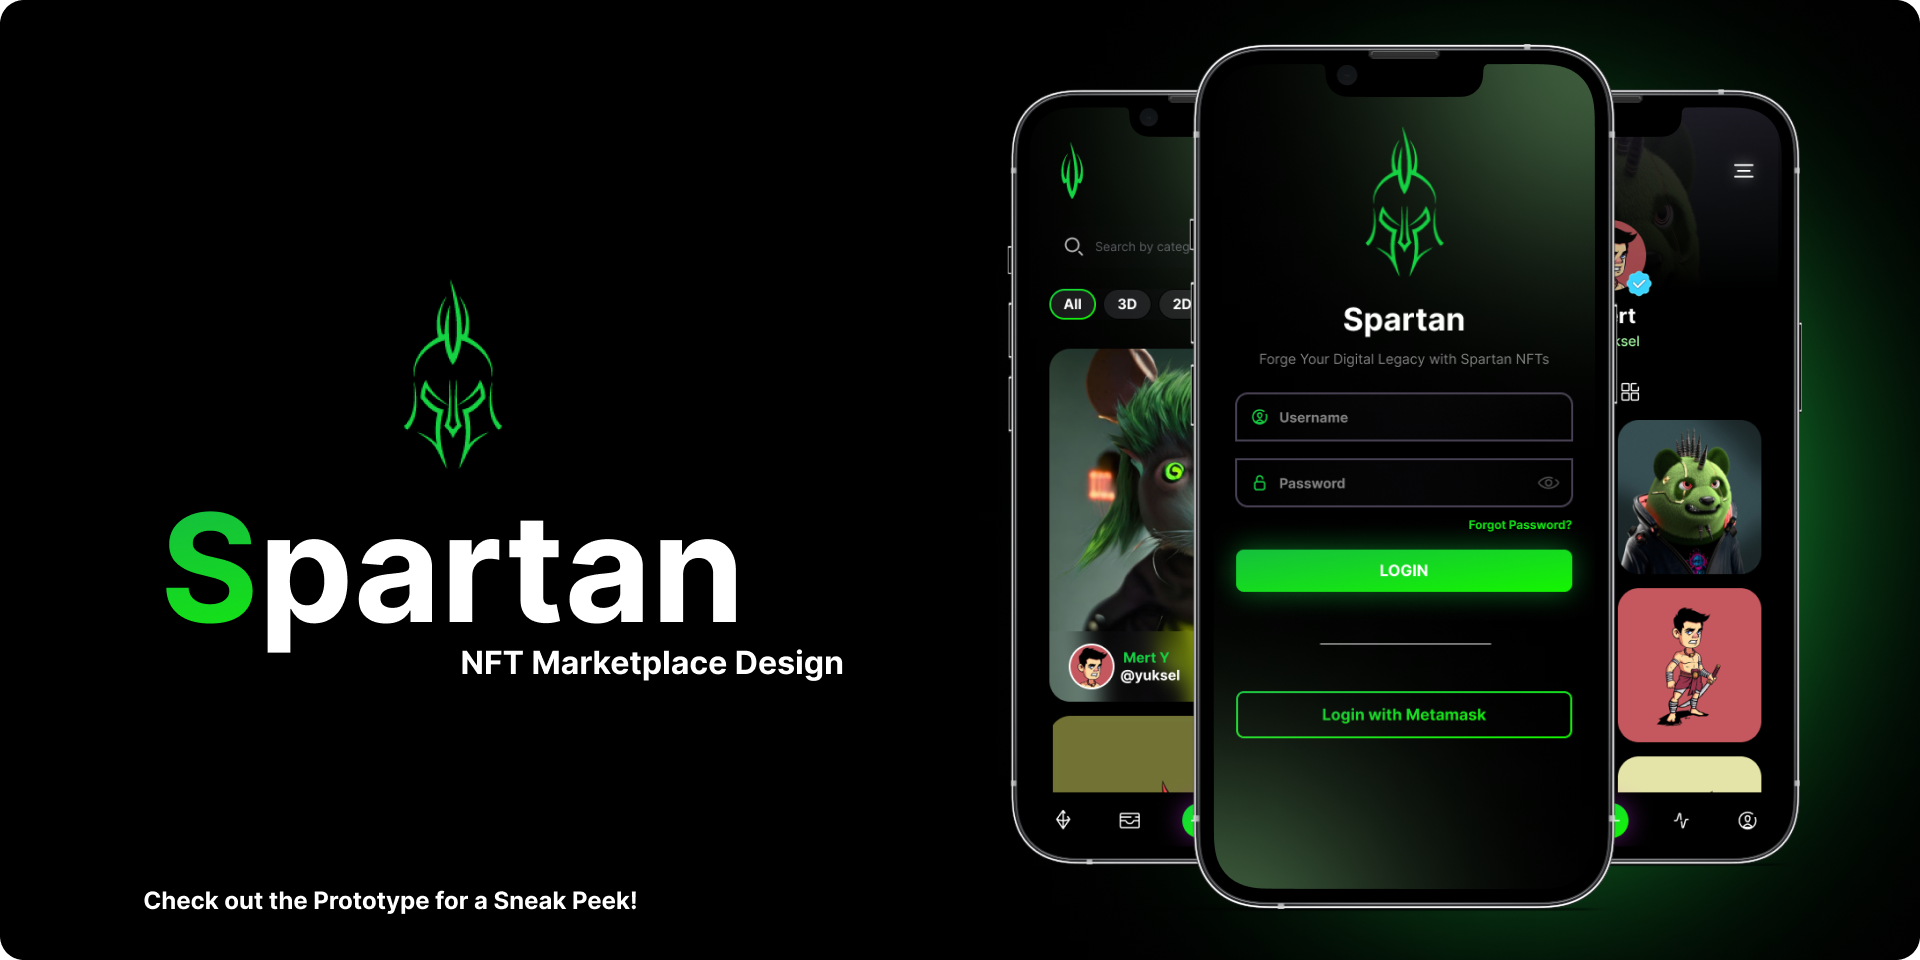 Spartan
NFT Marketplace Design
Check out the Prototype for a Sneak Peek!
Search by categ
All
3D
2D
Mert Y
@yuksel
Spartan
Forge Your Digital Legacy with Spartan NFTs
Username
Password
Forgot Password?
LOGIN
Login with Metamask
rt
ksel